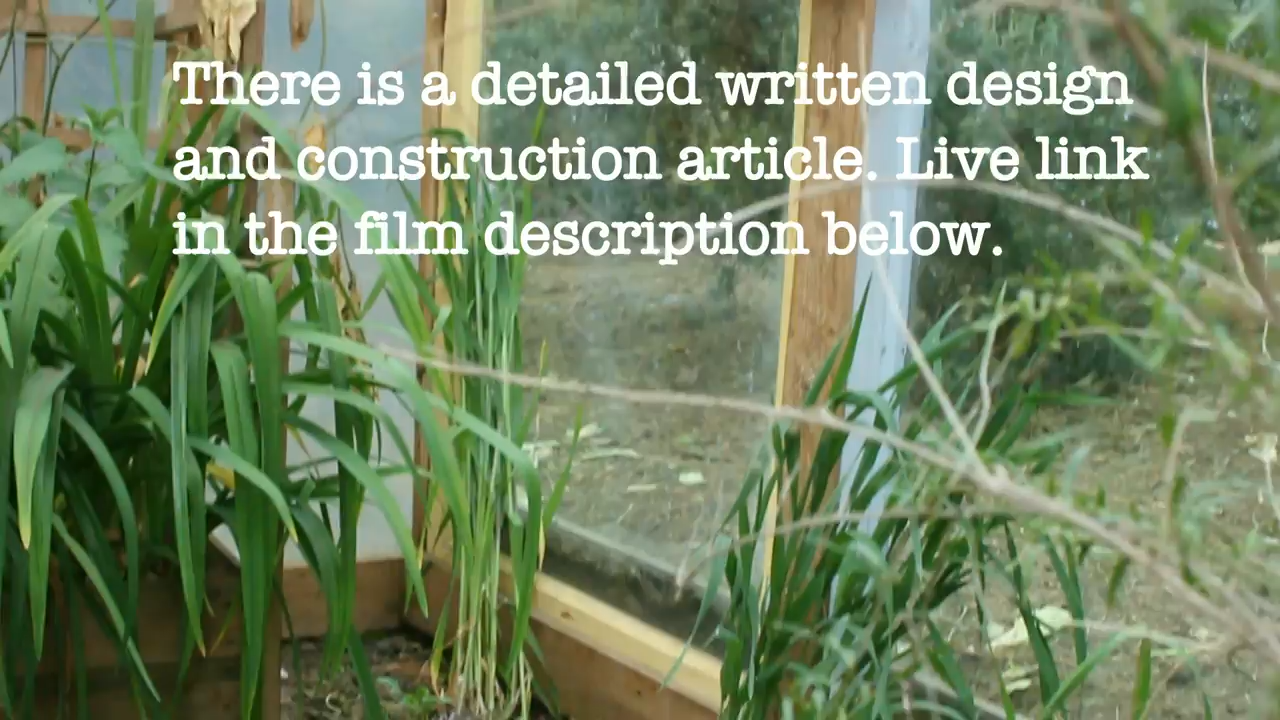 There is a detailed written design
and construction article. Live link
in the film description below.